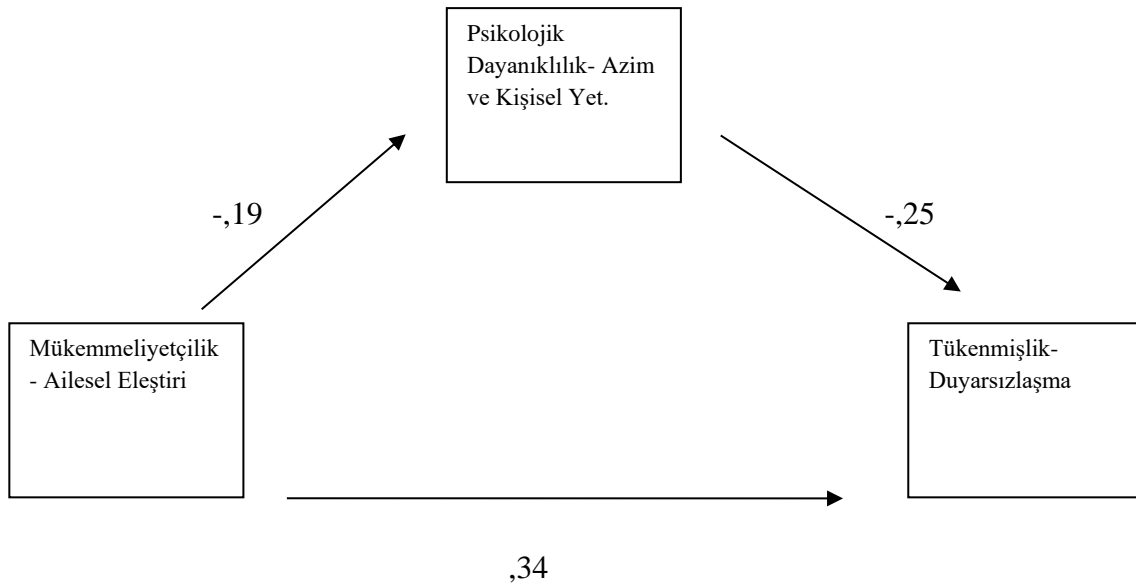 Psikolojik
Dayanıklılık- Azim
ve Kişisel Yet.
-,19
-,25
Mükemmeliyetçilik
- Ailesel Eleştiri
Tükenmişlik-
Duyarsızlaşma
,34